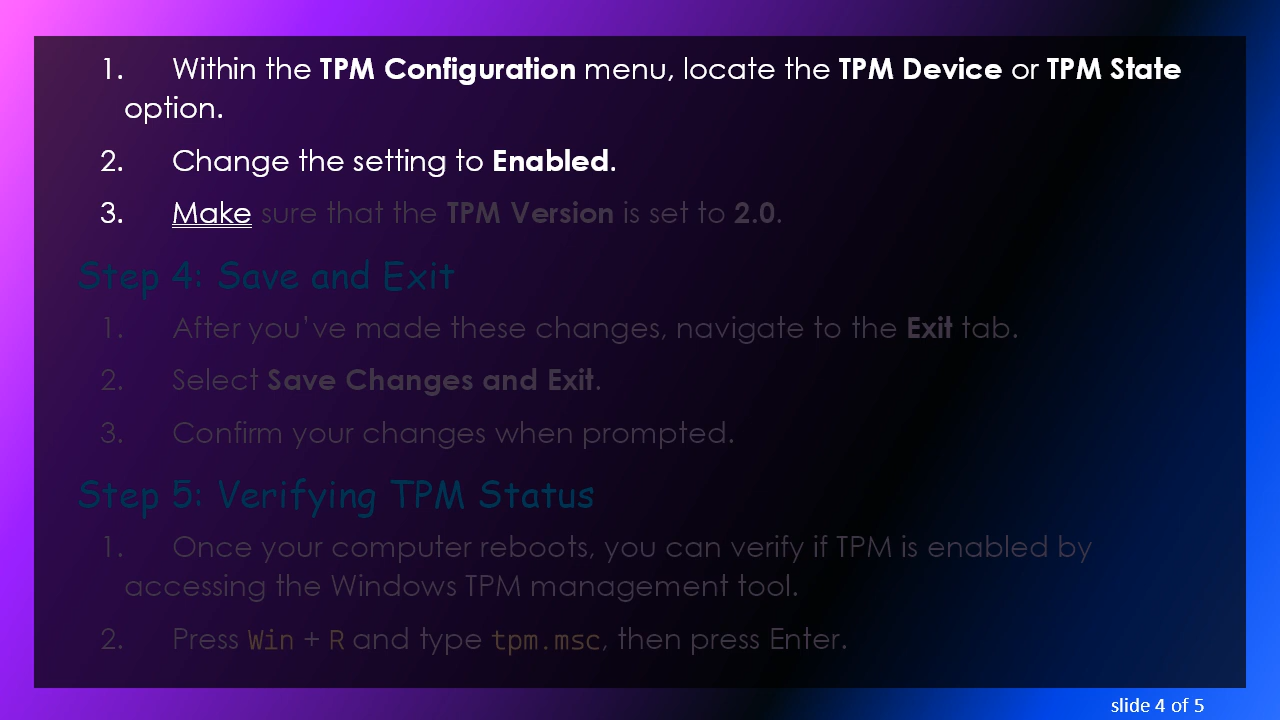 1. Within the TPM Configuration menu, locate the TPM Device or TPM State
option.
2. Change the setting to Enabled.
3. Make sure that the TPM Version is set to 2.0.
Step 4: Save and Exit
1. After you’ve made these changes, navigate to the Exit tab.
2. Select Save Changes and Exit.
3. Confirm your changes when prompted.
Step 5: Verifying TPM Status
1. Once your computer reboots, you can verify if TPM is enabled by
accessing the Windows TPM management tool.
2. Press Win + R and type tpm.msc, then press Enter.
slide 4 of 5